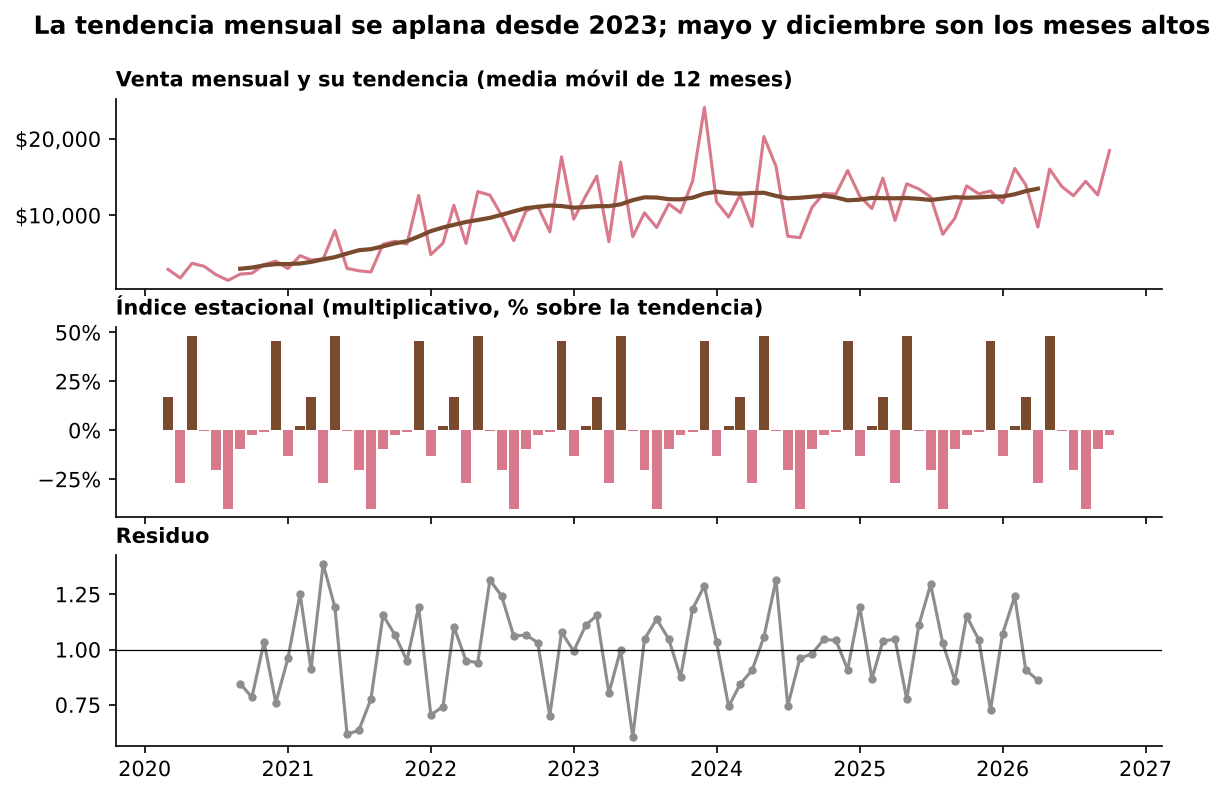 La tendencia mensual se aplana desde 2023; mayo y diciembre son los meses altos
Venta mensual y su tendencia (media móvil de 12 meses)
$20,000
$10,000
Índice estacional (multiplicativo, % sobre la tendencia)
50%
25%
0%
−25%
Residuo
1.25
1.00
0.75
2020 2021 2022 2023 2024 2025 2026 2027